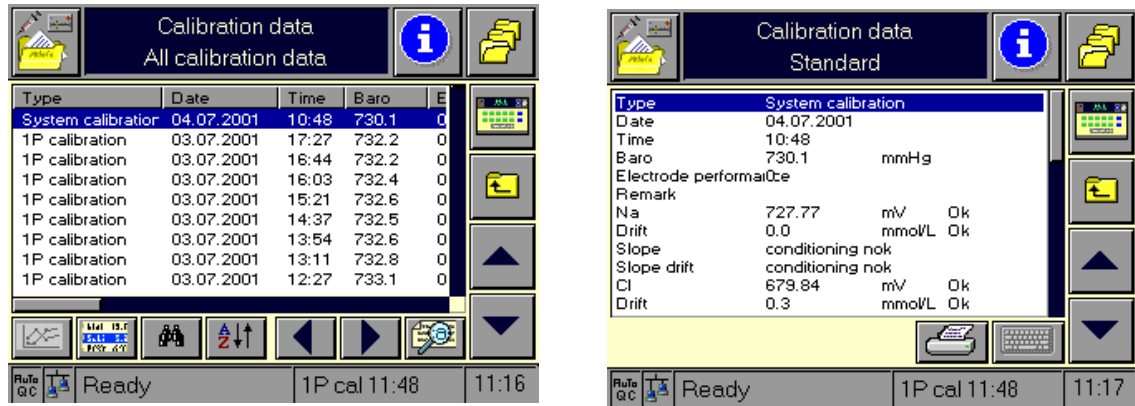 Calibration data
All calibration data
Type Date Time Baro E
System calibration 04.07.2001 10:48 730.1 0
1P calibration 03.07.2001 17:27 732.2 0
1P calibration 03.07.2001 16:44 732.2 0
1P calibration 03.07.2001 16:03 732.4 0
1P calibration 03.07.2001 15:21 732.6 0
1P calibration 03.07.2001 14:37 732.5 0
1P calibration 03.07.2001 13:54 732.6 0
1P calibration 03.07.2001 13:11 732.8 0
1P calibration 03.07.2001 12:27 733.1 0
AUTO QC Ready 1P cal 11:48 11:16
Calibration data
Standard
Type System calibration
Date 04.07.2001
Time 10:48
Baro 730.1 mmHg
Electrode performan0ce
Remark
Na 727.77 mV Ok
Drift 0.0 mmol/L Ok
Slope conditioning nok
Slope drift conditioning nok
Cl 679.84 mV Ok
Drift 0.3 mmol/L Ok
AUTO QC Ready 1P cal 11:48 11:17